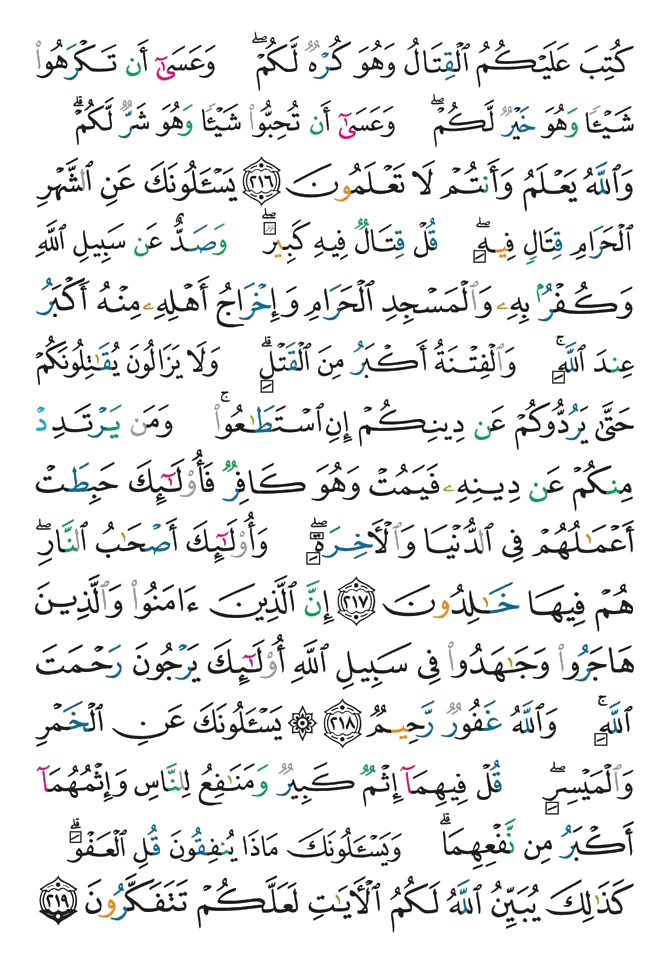 كُتِبَ عَلَيْكُمُ ٱلْقِتَالُ وَهُوَ كُرْهٌ لَّكُمْ ۖ وَعَسَىٰٓ أَن تَكْرَهُوا۟
شَيْـًٔا وَهُوَ خَيْرٌ لَّكُمْ ۖ وَعَسَىٰٓ أَن تُحِبُّوا۟ شَيْـًٔا وَهُوَ شَرٌّ لَّكُمْ ۗ
وَٱللَّهُ يَعْلَمُ وَأَنتُمْ لَا تَعْلَمُونَ ۝٢١٦ يَسْـَٔلُونَكَ عَنِ ٱلشَّهْرِ
ٱلْحَرَامِ قِتَالٍ فِيهِ ۖ قُلْ قِتَالٌ فِيهِ كَبِيرٌ ۖ وَصَدٌّ عَن سَبِيلِ ٱللَّهِ
وَكُفْرٌۢ بِهِۦ وَٱلْمَسْجِدِ ٱلْحَرَامِ وَإِخْرَاجُ أَهْلِهِۦ مِنْهُ أَكْبَرُ
عِندَ ٱللَّهِ ۚ وَٱلْفِتْنَةُ أَكْبَرُ مِنَ ٱلْقَتْلِ ۗ وَلَا يَزَالُونَ يُقَـٰتِلُونَكُمْ
حَتَّىٰ يَرُدُّوكُمْ عَن دِينِكُمْ إِنِ ٱسْتَطَـٰعُوا۟ ۚ وَمَن يَرْتَدِدْ
مِنكُمْ عَن دِينِهِۦ فَيَمُتْ وَهُوَ كَافِرٌ فَأُو۟لَـٰٓئِكَ حَبِطَتْ
أَعْمَـٰلُهُمْ فِى ٱلدُّنْيَا وَٱلْـَٔاخِرَةِ ۖ وَأُو۟لَـٰٓئِكَ أَصْحَـٰبُ ٱلنَّارِ ۖ
هُمْ فِيهَا خَـٰلِدُونَ ۝٢١٧ إِنَّ ٱلَّذِينَ ءَامَنُوا۟ وَٱلَّذِينَ
هَاجَرُوا۟ وَجَـٰهَدُوا۟ فِى سَبِيلِ ٱللَّهِ أُو۟لَـٰٓئِكَ يَرْجُونَ رَحْمَتَ
ٱللَّهِ ۚ وَٱللَّهُ غَفُورٌ رَّحِيمٌ ۝٢١٨ ۞ يَسْـَٔلُونَكَ عَنِ ٱلْخَمْرِ
وَٱلْمَيْسِرِ ۖ قُلْ فِيهِمَآ إِثْمٌ كَبِيرٌ وَمَنَـٰفِعُ لِلنَّاسِ وَإِثْمُهُمَآ
أَكْبَرُ مِن نَّفْعِهِمَا ۗ وَيَسْـَٔلُونَكَ مَاذَا يُنفِقُونَ قُلِ ٱلْعَفْوَ ۗ
كَذَٰلِكَ يُبَيِّنُ ٱللَّهُ لَكُمُ ٱلْـَٔايَـٰتِ لَعَلَّكُمْ تَتَفَكَّرُونَ ۝٢١٩